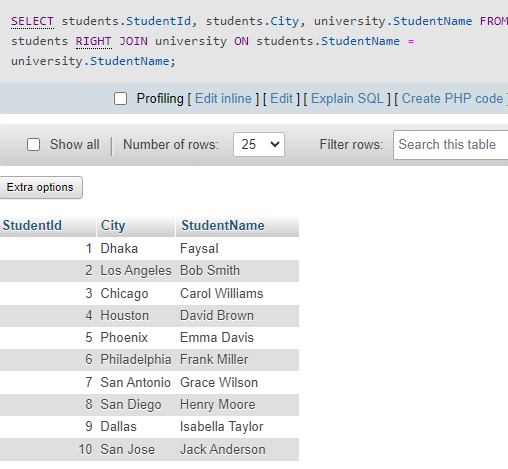 SELECT students.StudentId, students.City, university.StudentName FROM
students RIGHT JOIN university ON students.StudentName =
university.StudentName;
Profiling [ Edit inline ] [ Edit ] [ Explain SQL ] [ Create PHP code ]
Show all | Number of rows: 25 Filter rows: Search this table
Extra options
StudentId City StudentName
1 Dhaka Faysal
2 Los Angeles Bob Smith
3 Chicago Carol Williams
4 Houston David Brown
5 Phoenix Emma Davis
6 Philadelphia Frank Miller
7 San Antonio Grace Wilson
8 San Diego Henry Moore
9 Dallas Isabella Taylor
10 San Jose Jack Anderson